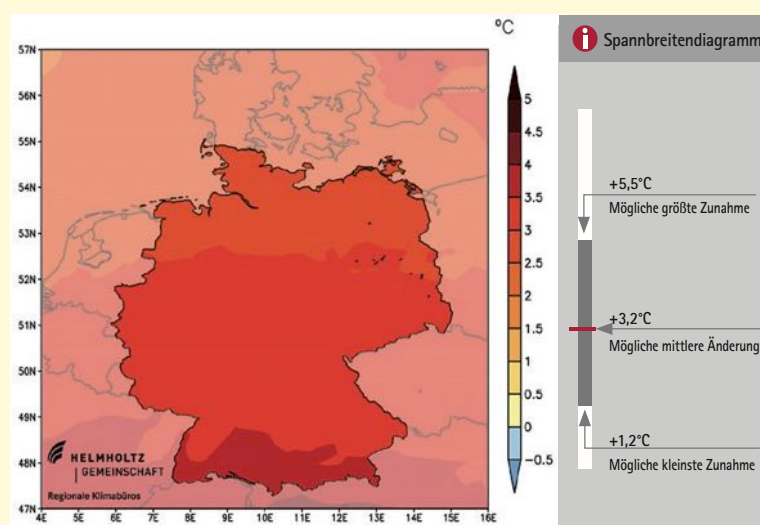 °C
57N
56N
55N
54N
53N
52N
51N
50N
49N
48N
47N
4E 5E 6E 7E 8E 9E 10E 11E 12E 13E 14E 15E 16E
HELMHOLTZ
GEMEINSCHAFT
Regionale Klimabüros
5
4.5
4
3.5
3
2.5
2
1.5
1
0.5
0
−0.5
i Spannbreitendiagramm
+5,5°C
Mögliche größte Zunahme
+3,2°C
Mögliche mittlere Änderung
+1,2°C
Mögliche kleinste Zunahme